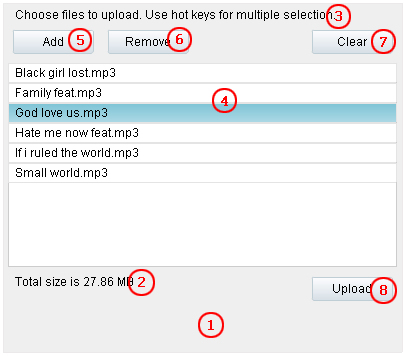 Choose files to upload. Use hot keys for multiple selection. 3
Add 5 Remove 6 Clear 7
Black girl lost.mp3
Family feat.mp3 4
God love us.mp3
Hate me now feat.mp3
If i ruled the world.mp3
Small world.mp3
Total size is 27.86 MB 2
Upload 8
1